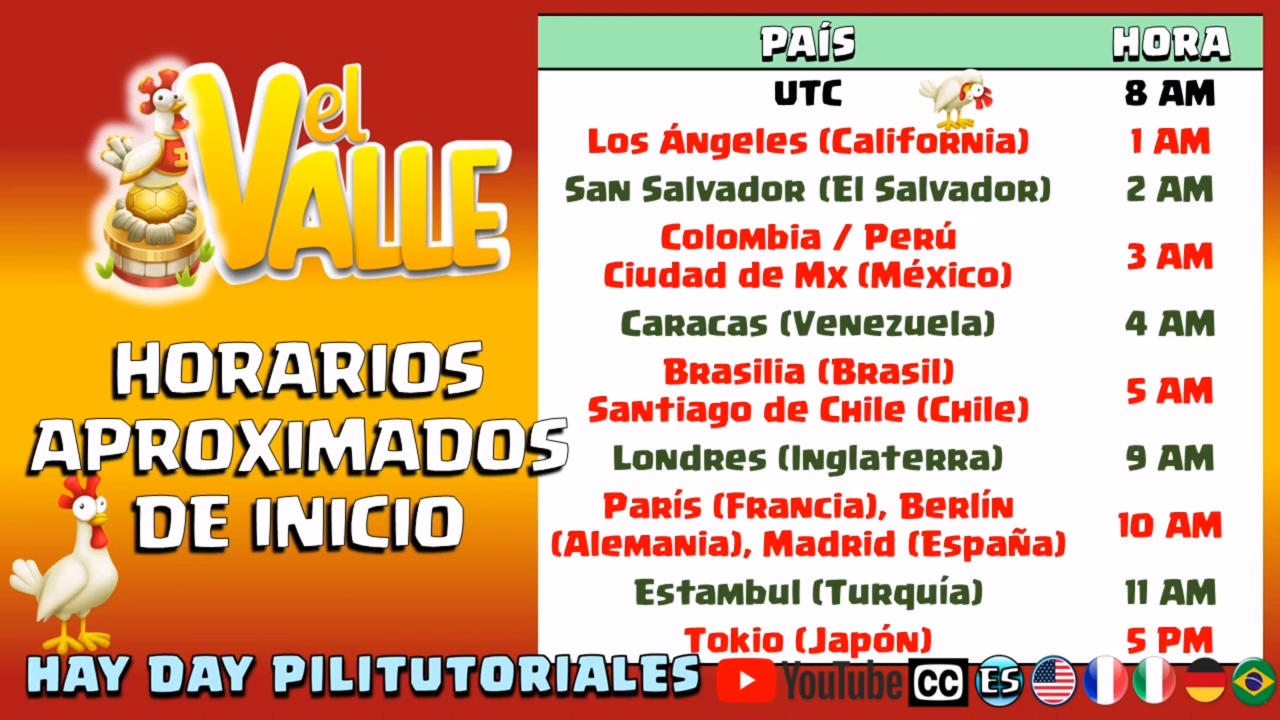 el
VALLE
HORARIOS
APROXIMADOS
DE INICIO
PAÍS HORA
UTC 8 AM
Los Ángeles (California) 1 AM
San Salvador (El Salvador) 2 AM
Colombia / Perú
Ciudad de Mx (México) 3 AM
Caracas (Venezuela) 4 AM
Brasilia (Brasil)
Santiago de Chile (Chile) 5 AM
Londres (Inglaterra) 9 AM
París (Francia), Berlín
(Alemania), Madrid (España) 10 AM
Estambul (Turquía) 11 AM
Tokio (Japón) 5 PM
HAY DAY PILITUTORIALES YouTube CC ES